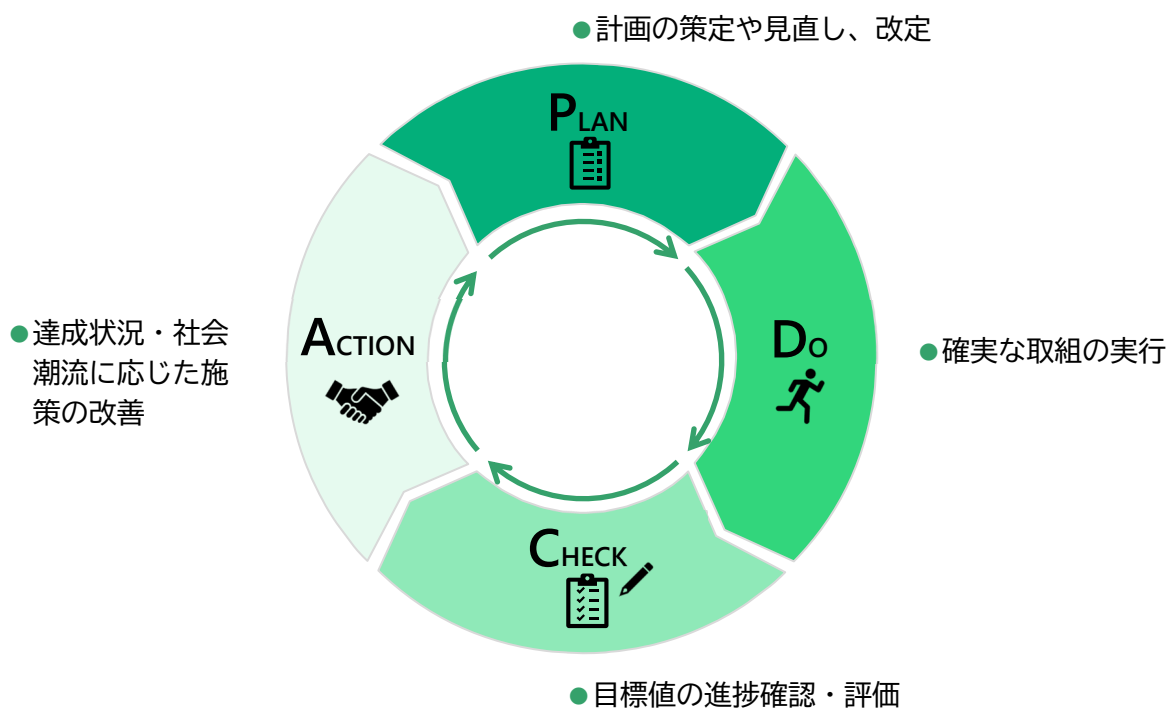 ●計画の策定や見直し、改定
PLAN
DO
●確実な取組の実行
CHECK
●目標値の進捗確認・評価
ACTION
●達成状況・社会
潮流に応じた施
策の改善